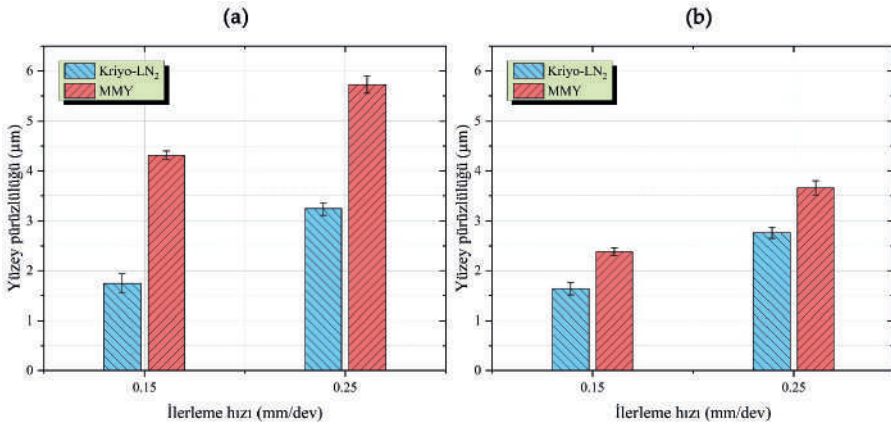 (a)
Yüzey pürüzlülüğü (µm)
6
5
4
3
2
1
0
Kriyo-LN₂
MMY
0.15
0.25
İlerleme hızı (mm/dev)
(b)
Yüzey pürüzlülüğü (µm)
6
5
4
3
2
1
0
Kriyo-LN₂
MMY
0.15
0.25
İlerleme hızı (mm/dev)